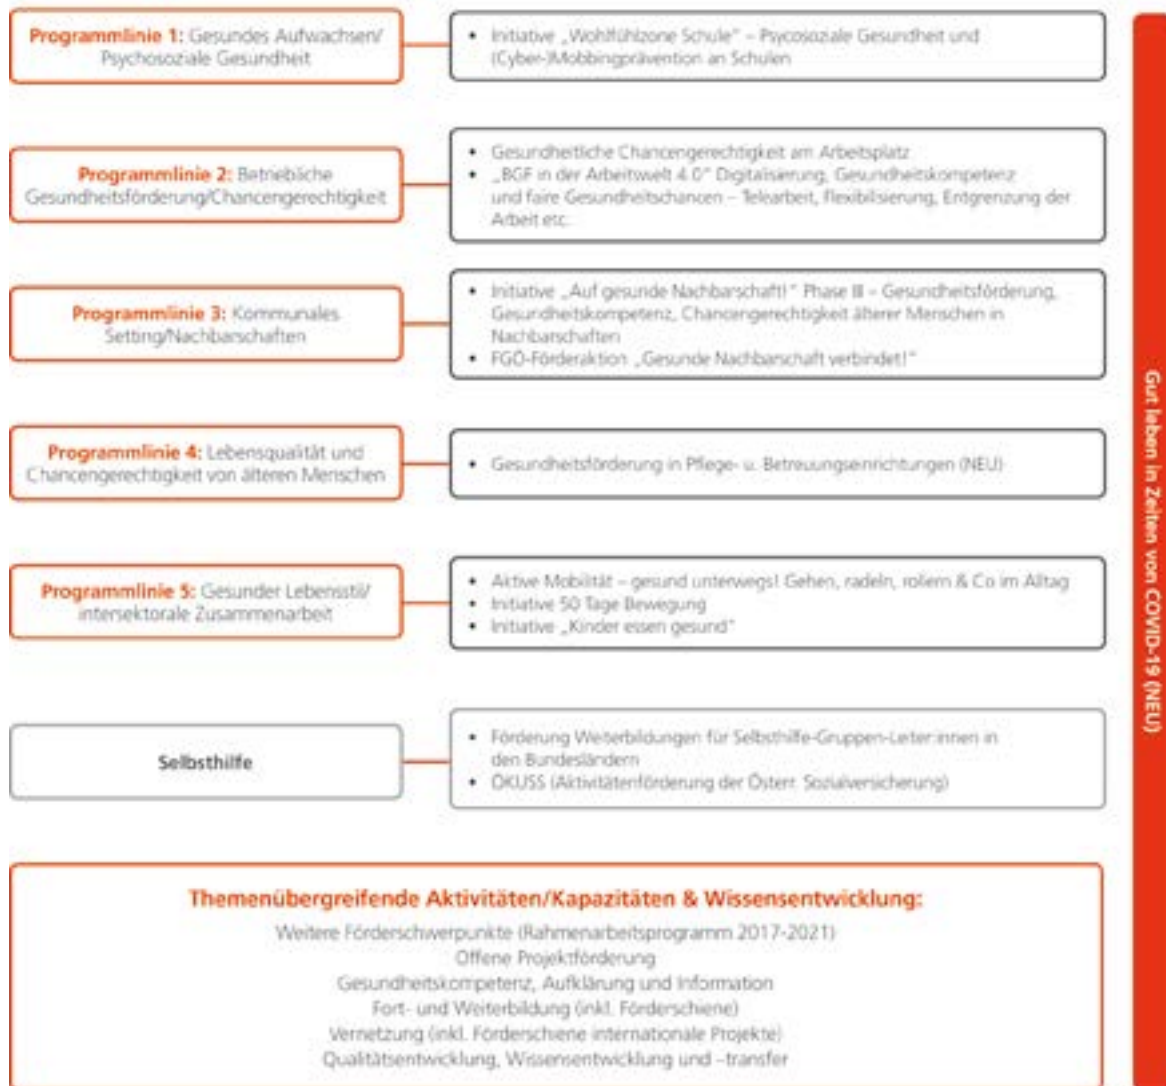 Programmlinie 1: Gesundes Aufwachsen/
Psychosoziale Gesundheit
• Initiative „Wohlfühlzone Schule“ – Psycosoziale Gesundheit und
(Cyber-)Mobbingprävention an Schulen
Programmlinie 2: Betriebliche
Gesundheitsförderung/Chancengerechtigkeit
• Gesundheitliche Chancengerechtigkeit am Arbeitsplatz
• „BGF in der Arbeitwelt 4.0“ Digitalisierung, Gesundheitskompetenz
und faire Gesundheitschancen – Telearbeit, Flexibilisierung, Entgrenzung der
Arbeit etc.
Programmlinie 3: Kommunales
Setting/Nachbarschaften
• Initiative „Auf gesunde Nachbarschaft!“ Phase III – Gesundheitsförderung,
Gesundheitskompetenz, Chancengerechtigkeit älterer Menschen in
Nachbarschaften
• FGÖ-Förderaktion „Gesunde Nachbarschaft verbindet!“
Programmlinie 4: Lebensqualität und
Chancengerechtigkeit von älteren Menschen
• Gesundheitsförderung in Pflege- u. Betreuungseinrichtungen (NEU)
Programmlinie 5: Gesunder Lebensstil/
intersektorale Zusammenarbeit
• Aktive Mobilität – gesund unterwegs! Gehen, radeln, rollern & Co im Alltag
• Initiative 50 Tage Bewegung
• Initiative „Kinder essen gesund“
Selbsthilfe
• Förderung Weiterbildungen für Selbsthilfe-Gruppen-Leiter:innen in
den Bundesländern
• ÖKUSS (Aktivitätenförderung der Österr. Sozialversicherung)
Themenübergreifende Aktivitäten/Kapazitäten & Wissensentwicklung:
Weitere Förderschwerpunkte (Rahmenarbeitsprogramm 2017-2021)
Offene Projektförderung
Gesundheitskompetenz, Aufklärung und Information
Fort- und Weiterbildung (inkl. Förderschiene)
Vernetzung (inkl. Förderschiene internationale Projekte)
Qualitätsentwicklung, Wissensentwicklung und –transfer
Gut leben in Zeiten von COVID-19 (NEU)